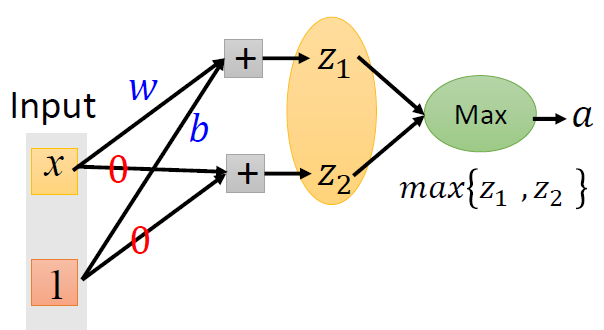 Input
x
1
w
b
0
0
+
+
z₁
z₂
Max
a
max{z₁ , z₂ }